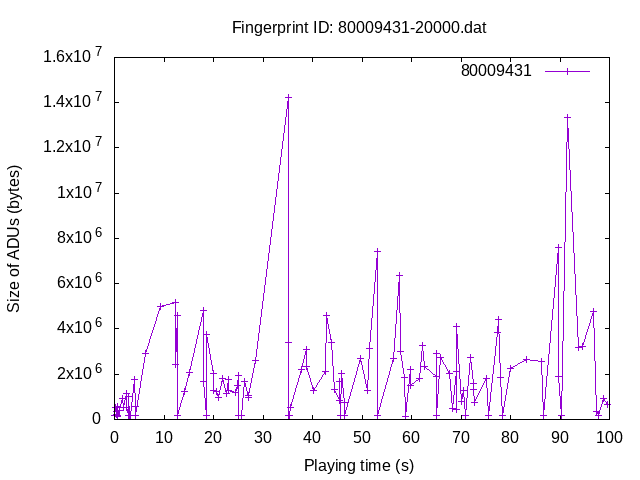 Fingerprint ID: 80009431-20000.dat
80009431
1.6x10^7
1.4x10^7
1.2x10^7
1x10^7
8x10^6
6x10^6
4x10^6
2x10^6
0
Size of ADUs (bytes)
0 10 20 30 40 50 60 70 80 90 100
Playing time (s)